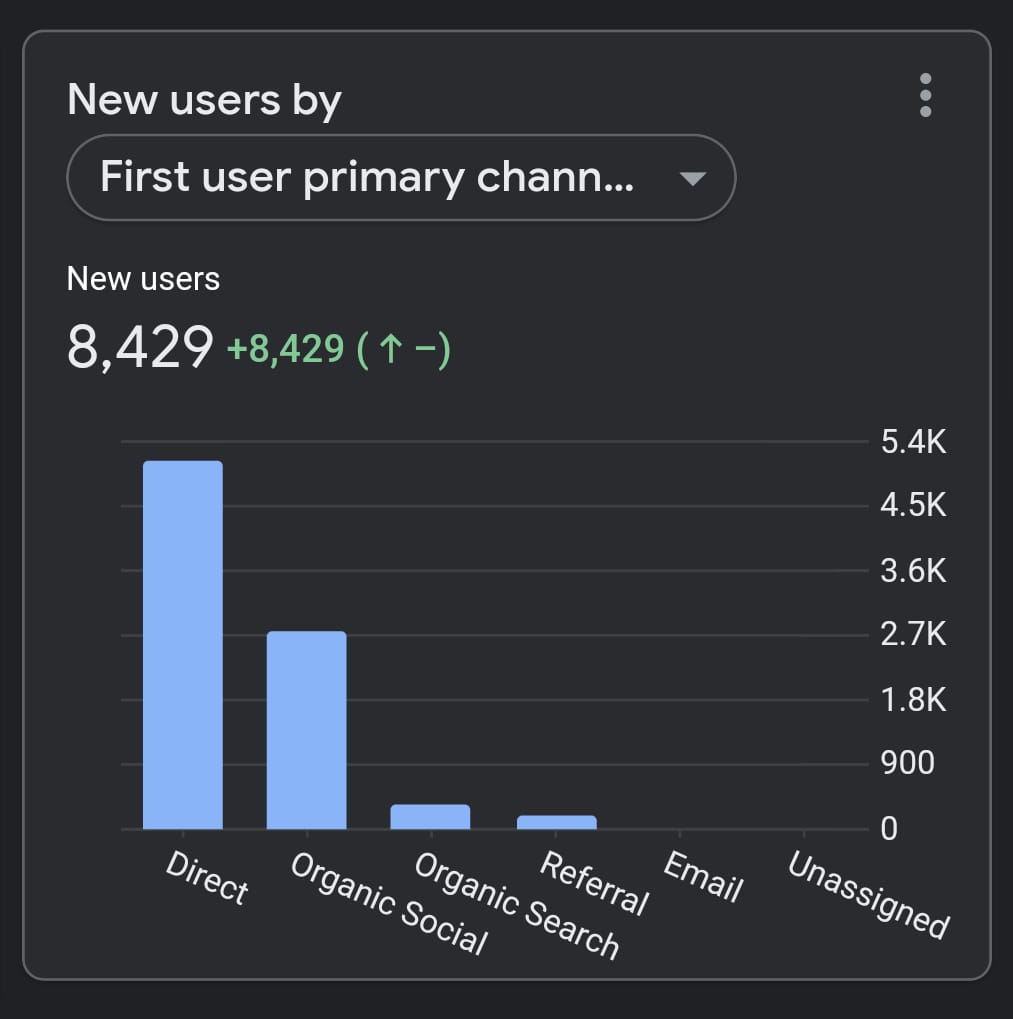 New users by
First user primary chann...
New users
8,429 +8,429 (↑ −)
5.4K
4.5K
3.6K
2.7K
1.8K
900
0
Direct
Organic Social
Organic Search
Referral
Email
Unassigned